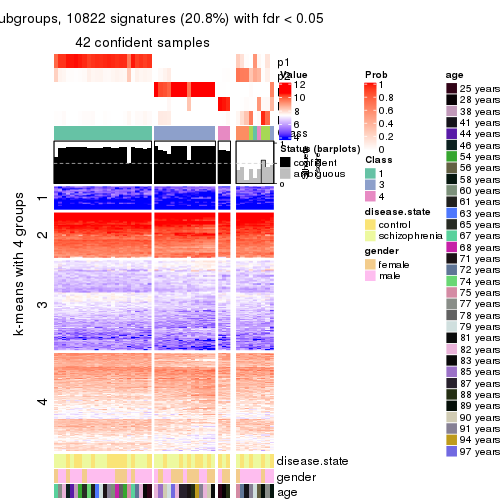 ubgroups, 10822 signatures (20.8%) with fdr < 0.05
42 confident samples
p1
p2
Value
12
10
8
6
4
Status (barplots)
confident
ambiguous
1
0
k-means with 4 groups
1
2
3
4
disease.state
gender
age
Prob
1
0.8
0.6
0.4
0.2
0
Class
1
3
4
disease.state
control
schizophrenia
gender
female
male
age
25 years
28 years
38 years
41 years
44 years
46 years
54 years
56 years
58 years
60 years
61 years
63 years
65 years
67 years
68 years
71 years
72 years
74 years
75 years
77 years
78 years
79 years
81 years
82 years
83 years
85 years
87 years
88 years
89 years
90 years
91 years
94 years
97 years